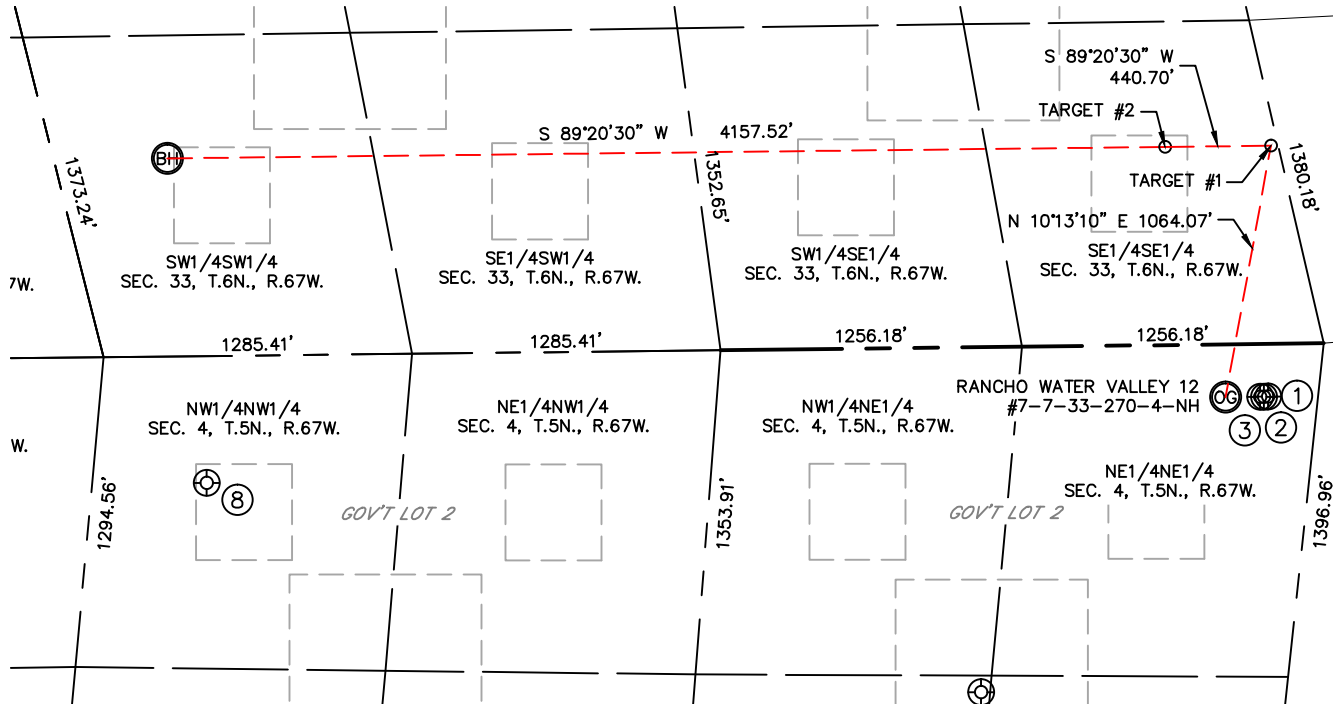 S 89°20'30" W
440.70'
TARGET #2
S 89°20'30" W 4157.52'
BH
TARGET #1
1373.24'
1352.65'
1380.18'
N 10°13'10" E 1064.07'
SW1/4SW1/4
SEC. 33, T.6N., R.67W.
SE1/4SW1/4
SEC. 33, T.6N., R.67W.
SW1/4SE1/4
SEC. 33, T.6N., R.67W.
SE1/4SE1/4
SEC. 33, T.6N., R.67W.
7W.
1285.41'
1285.41'
1256.18'
1256.18'
RANCHO WATER VALLEY 12
#7-7-33-270-4-NH
OG
1
3
2
NW1/4NW1/4
SEC. 4, T.5N., R.67W.
NE1/4NW1/4
SEC. 4, T.5N., R.67W.
NW1/4NE1/4
SEC. 4, T.5N., R.67W.
W.
NE1/4NE1/4
SEC. 4, T.5N., R.67W.
8
GOV'T LOT 2
GOV'T LOT 2
1294.56'
1353.91'
1396.96'